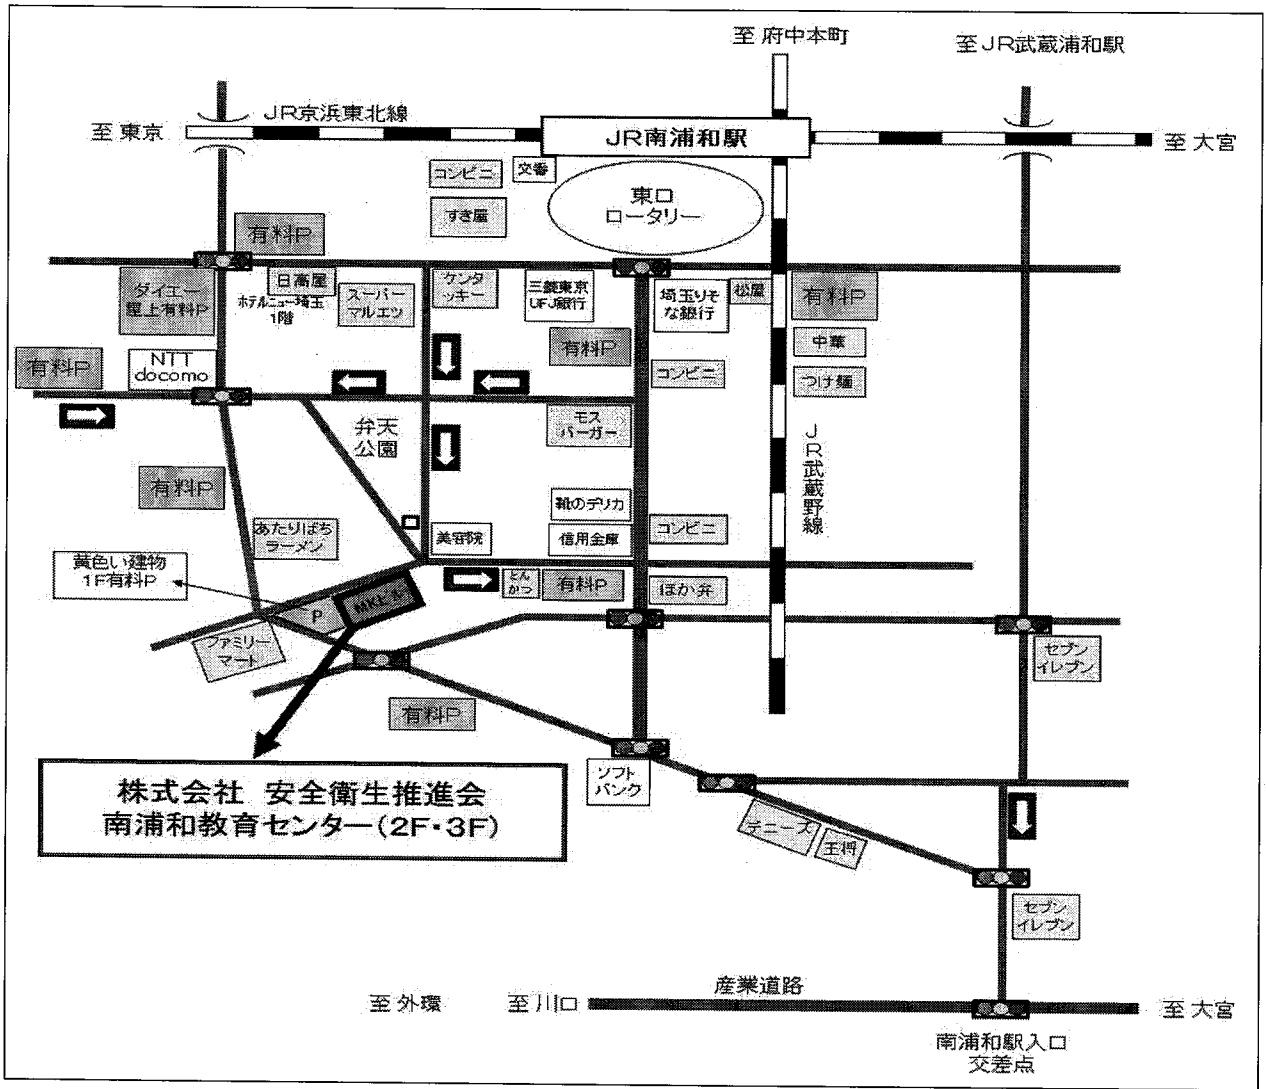 至 府中本町
至 JR武蔵浦和駅
JR京浜東北線
至 東京
JR南浦和駅
至 大宮
コンビニ
交番
すき屋
東口
ロータリー
有料P
ダイエー
屋上有料P
日高屋
ホテルニュー埼玉
1階
スーパー
マルエツ
ケンタ
ッキー
三菱東京
UFJ銀行
埼玉りそ
な銀行
松屋
有料P
有料P
NTT
docomo
有料P
コンビニ
中華
つけ麺
弁天
公園
モス
バーガー
JR武蔵野線
有料P
あたりばち
ラーメン
美容院
靴のデリカ
信用金庫
コンビニ
黄色い建物
1F有料P
P
MKビル
とん
かつ
有料P
ほか弁
ファミリー
マート
セブン
イレブン
有料P
株式会社 安全衛生推進会
南浦和教育センター(2F・3F)
ソフト
バンク
デニーズ
王将
セブン
イレブン
産業道路
至 外環
至 川口
至 大宮
南浦和駅入口
交差点